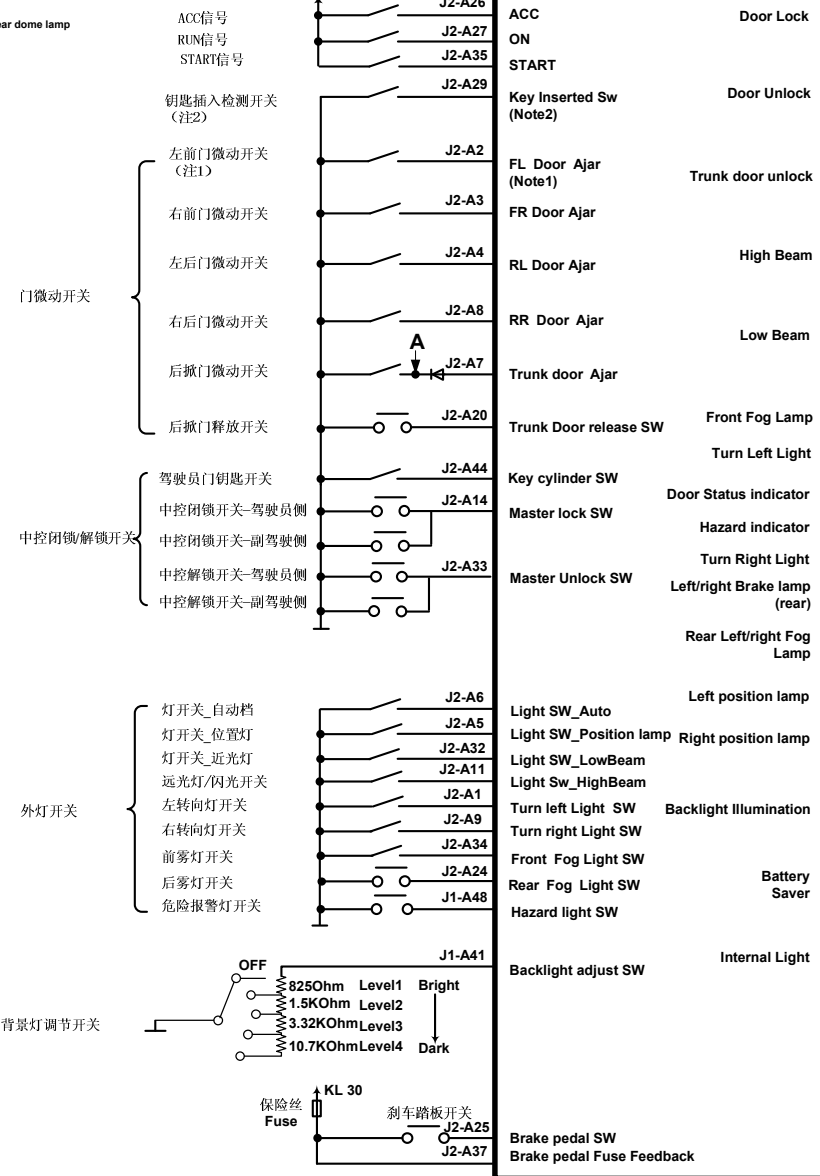 J2-A26
ear dome lamp
ACC信号
ACC
Door Lock
RUN信号
J2-A27
ON
START信号
J2-A35
START
钥匙插入检测开关
(注2)
J2-A29
Key Inserted Sw
(Note2)
Door Unlock
左前门微动开关
(注1)
J2-A2
FL Door Ajar
(Note1)
Trunk door unlock
右前门微动开关
J2-A3
FR Door Ajar
左后门微动开关
J2-A4
RL Door Ajar
High Beam
门微动开关
右后门微动开关
J2-A8
RR Door Ajar
Low Beam
A
后掀门微动开关
J2-A7
Trunk door Ajar
后掀门释放开关
J2-A20
Trunk Door release SW
Front Fog Lamp
Turn Left Light
驾驶员门钥匙开关
J2-A44
Key cylinder SW
Door Status indicator
中控闭锁开关-驾驶员侧
J2-A14
Master lock SW
Hazard indicator
中控闭锁/解锁开关
中控闭锁开关-副驾驶侧
Turn Right Light
中控解锁开关-驾驶员侧
J2-A33
Master Unlock SW
Left/right Brake lamp
(rear)
中控解锁开关-副驾驶侧
Rear Left/right Fog
Lamp
灯开关_自动档
J2-A6
Light SW_Auto
Left position lamp
灯开关_位置灯
J2-A5
Light SW_Position lamp
Right position lamp
灯开关_近光灯
J2-A32
Light SW_LowBeam
远光灯/闪光开关
J2-A11
Light Sw_HighBeam
外灯开关
左转向灯开关
J2-A1
Turn left Light SW
Backlight Illumination
右转向灯开关
J2-A9
Turn right Light SW
前雾灯开关
J2-A34
Front Fog Light SW
后雾灯开关
J2-A24
Rear Fog Light SW
Battery
Saver
危险报警灯开关
J1-A48
Hazard light SW
J1-A41
Backlight adjust SW
Internal Light
OFF
825Ohm Level1 Bright
1.5KOhm Level2
背景灯调节开关
3.32KOhm Level3
10.7KOhm Level4 Dark
KL 30
保险丝
Fuse
刹车踏板开关
J2-A25
Brake pedal SW
J2-A37
Brake pedal Fuse Feedback